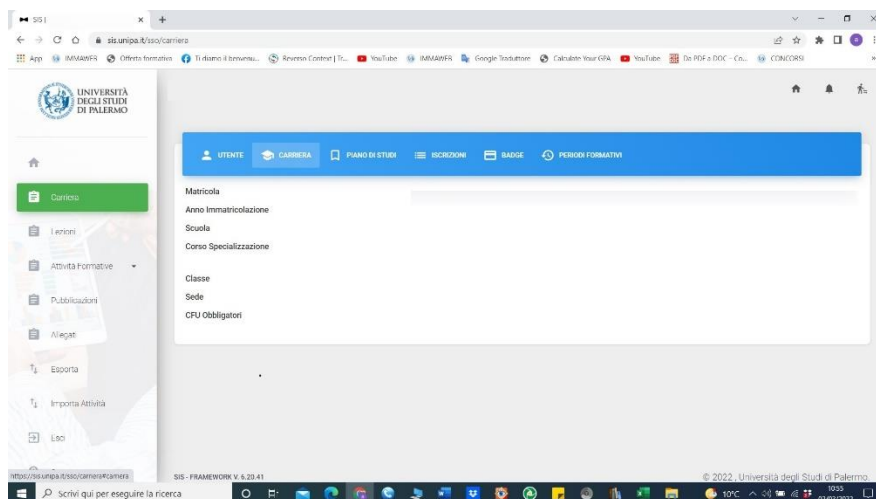 SIS |
sis.unipa.it/sso/carriera
App IMMAWEB Offerta formativa Ti diamo il benvenu... Reverso Context | Tr... YouTube IMMAWEB Google Traduttore Calculate Your GPA YouTube Da PDF a DOC – Co... CONCORSI
UNIVERSITÀ
DEGLI STUDI
DI PALERMO
UTENTE CARRIERA PIANO DI STUDI ISCRIZIONI BADGE PERIODI FORMATIVI
Carriera
Lezioni
Attività Formative
Pubblicazioni
Allegati
Esporta
Importa Attività
Esci
Matricola
Anno Immatricolazione
Scuola
Corso Specializzazione
Classe
Sede
CFU Obbligatori
https://sis.unipa.it/sso/carriera#carriera
SIS - FRAMEWORK V. 6.20.41
© 2022 , Università degli Studi di Palermo
Scrivi qui per eseguire la ricerca
10°C
10:55